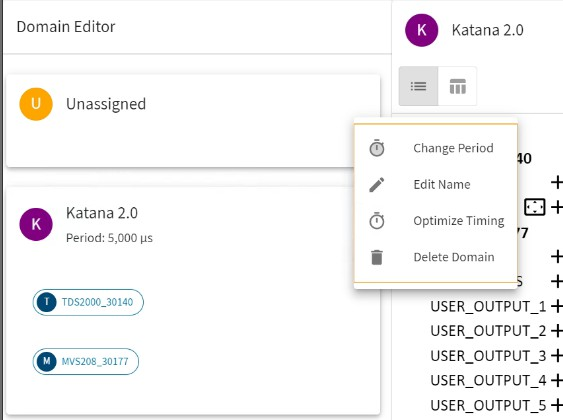 Domain Editor
U Unassigned
K Katana 2.0
Period: 5,000 µs
T TDS2000_30140
M MVS208_30177
K Katana 2.0
Change Period
Edit Name
Optimize Timing
Delete Domain
40
77
S
USER_OUTPUT_1
USER_OUTPUT_2
USER_OUTPUT_3
USER_OUTPUT_4
USER_OUTPUT_5